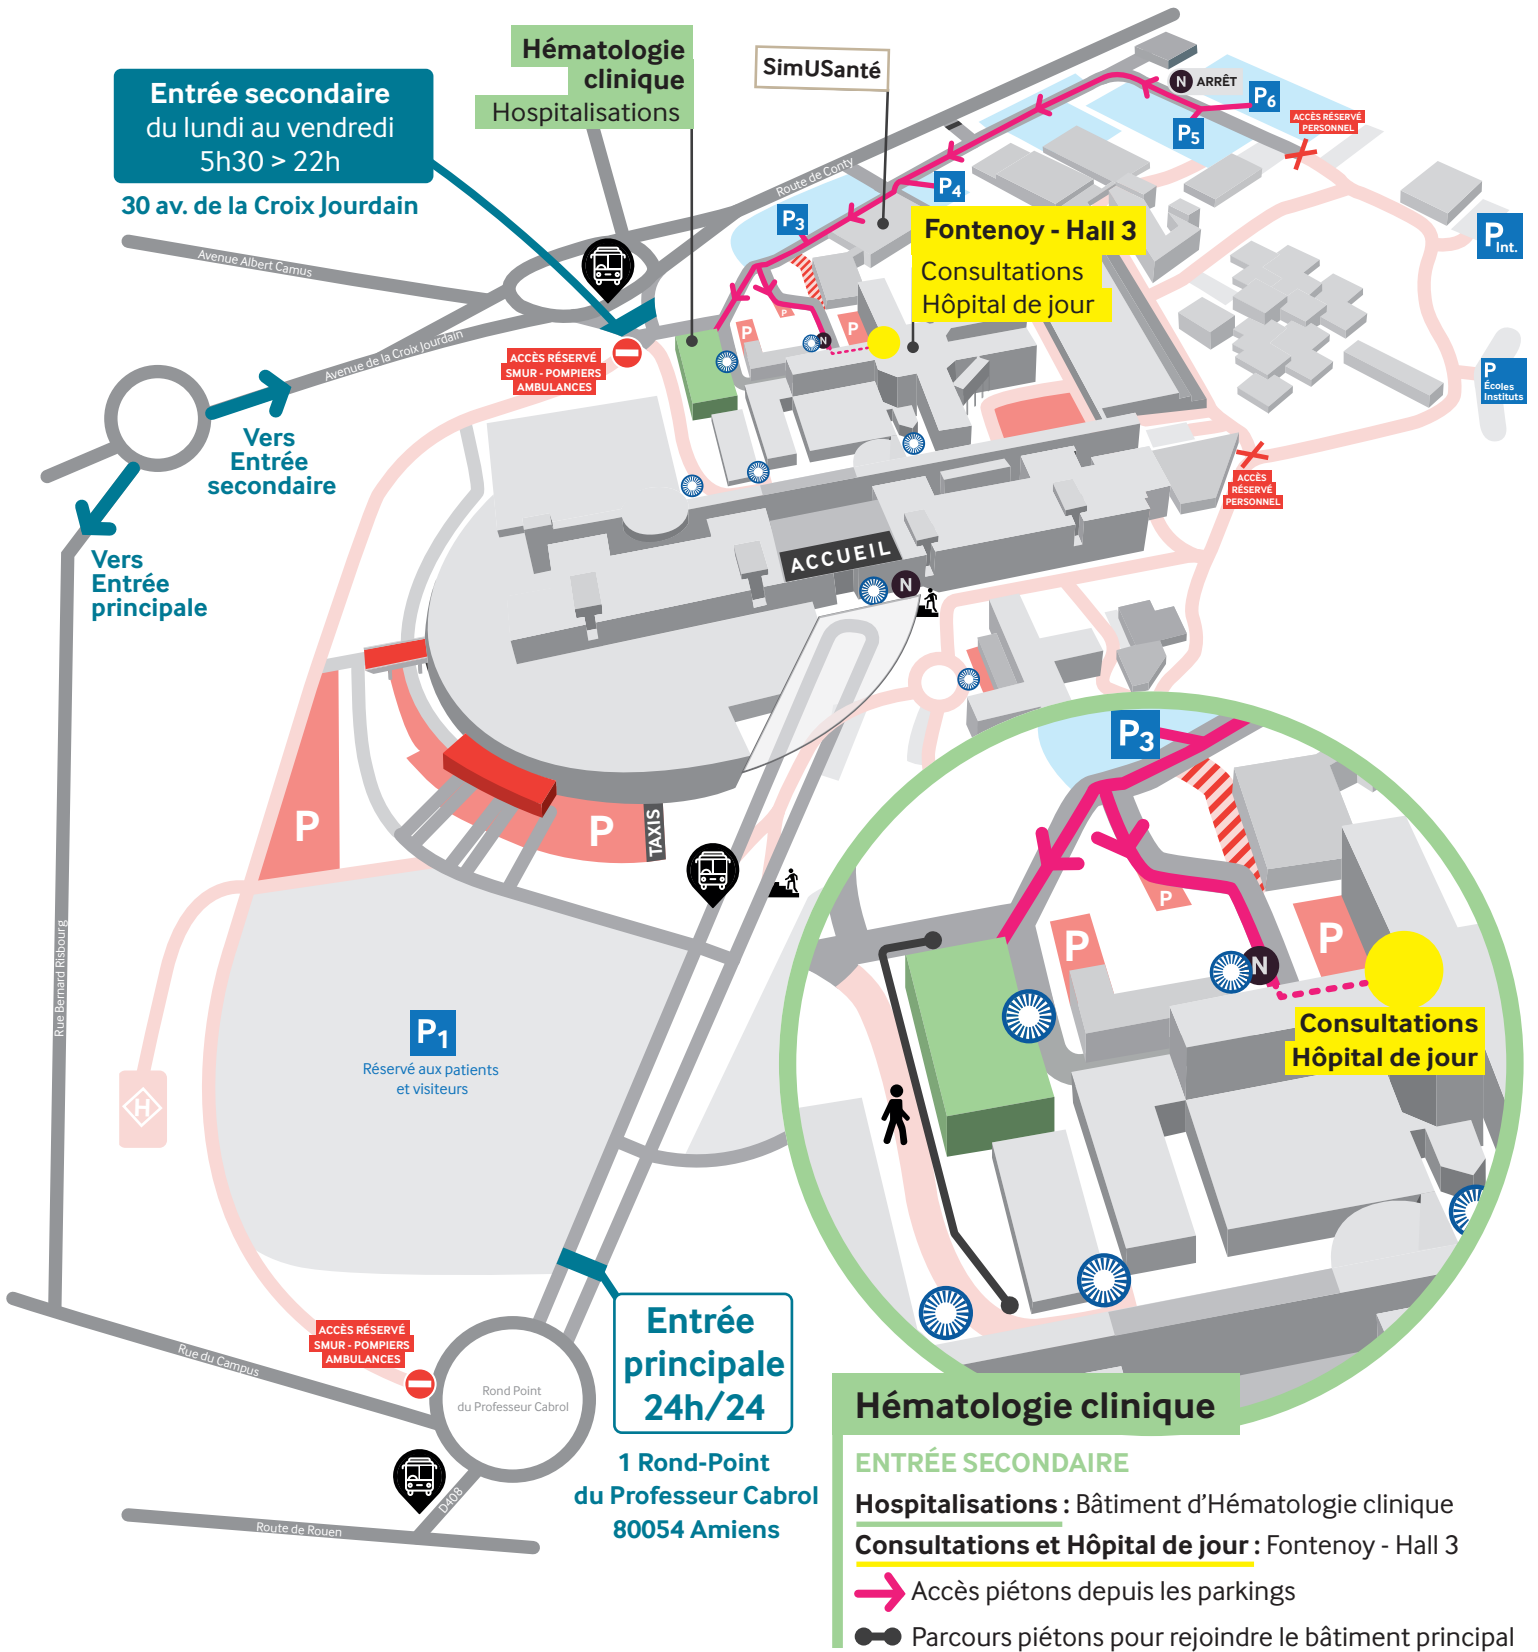 Entrée secondaire
du lundi au vendredi
5h30 > 22h
30 av. de la Croix Jourdain
Hématologie
clinique
Hospitalisations
SimUSanté
N ARRÊT
P6
P5
ACCÈS RÉSERVÉ
PERSONNEL
P4
P3
Route de Conty
Fontenoy - Hall 3
Consultations
Hôpital de jour
P Int.
P
Écoles
Instituts
Avenue Albert Camus
Avenue de la Croix Jourdain
ACCÈS RÉSERVÉ
SMUR - POMPIERS
AMBULANCES
P
P
P
N
Vers
Entrée
secondaire
Vers
Entrée
principale
ACCÈS
RÉSERVÉ
PERSONNEL
ACCUEIL
N
P
P
TAXIS
Rue Bernard Risbourg
H
P1
Réservé aux patients
et visiteurs
P3
P
P
P
N
Consultations
Hôpital de jour
ACCÈS RÉSERVÉ
SMUR - POMPIERS
AMBULANCES
Rue du Campus
Rond Point
du Professeur Cabrol
D408
Route de Rouen
Entrée
principale
24h/24
1 Rond-Point
du Professeur Cabrol
80054 Amiens
Hématologie clinique
ENTRÉE SECONDAIRE
Hospitalisations : Bâtiment d’Hématologie clinique
Consultations et Hôpital de jour : Fontenoy - Hall 3
Accès piétons depuis les parkings
Parcours piétons pour rejoindre le bâtiment principal